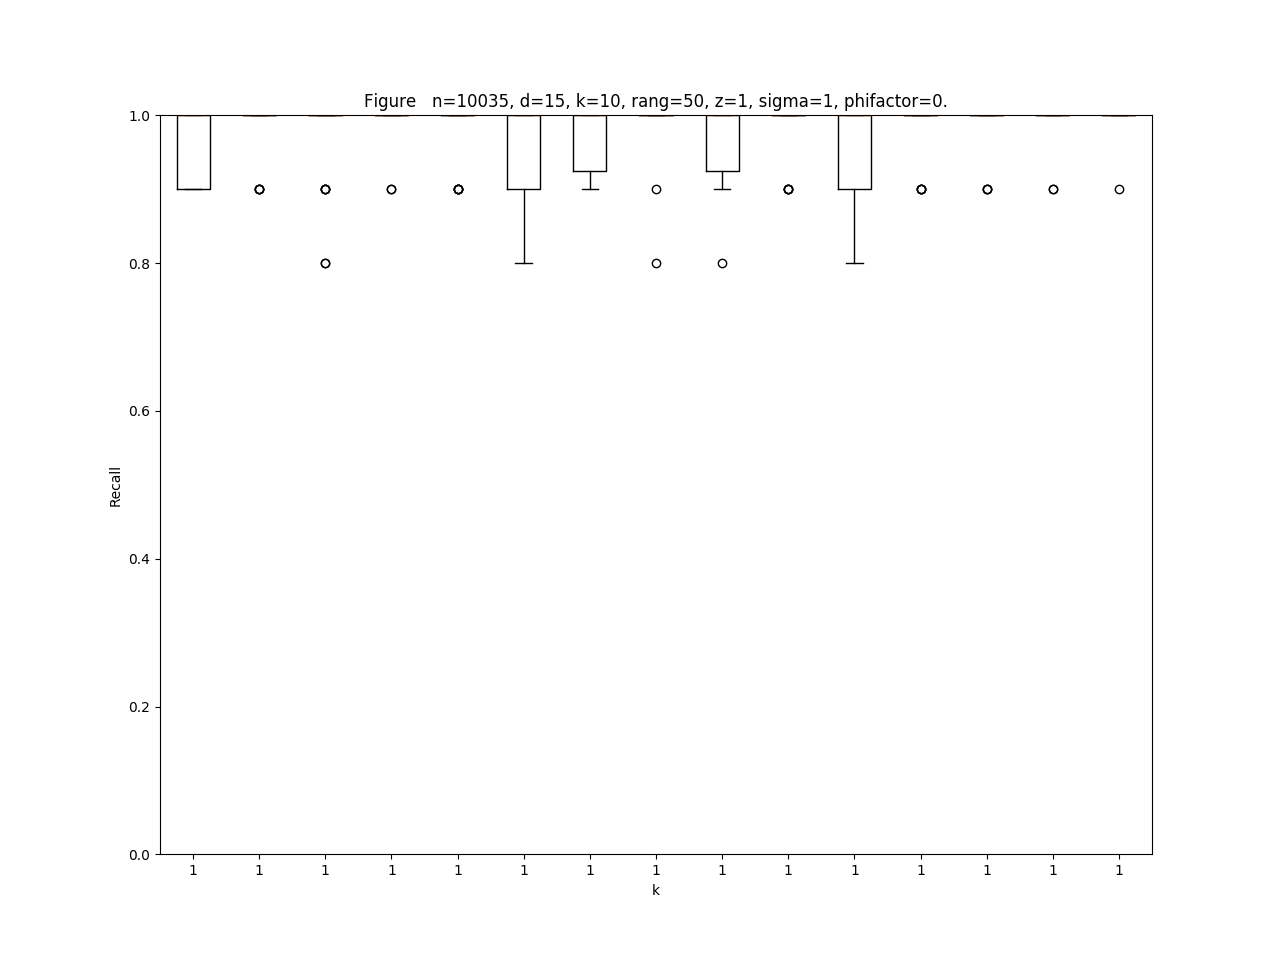 Figure   n=10035, d=15, k=10, rang=50, z=1, sigma=1, phifactor=0.
1.0
0.8
0.6
0.4
0.2
0.0
Recall
1 1 1 1 1 1 1 1 1 1 1 1 1 1 1
k